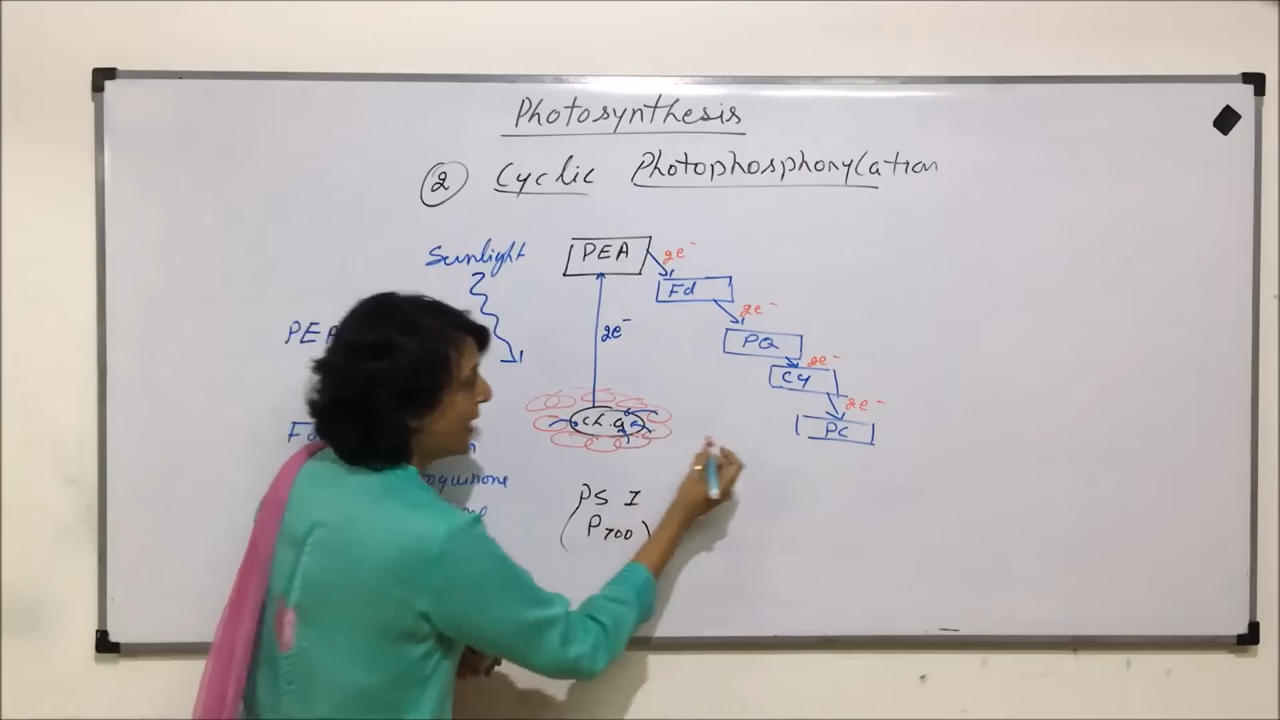 Photosynthesis
② Cyclic Photophosphorylation
Sunlight
PEA
2e⁻
Fd
2e⁻
PQ
2e⁻
Cy
2e⁻
PC
2e⁻
ch.a
PEA
Fd
PS I
(P700)